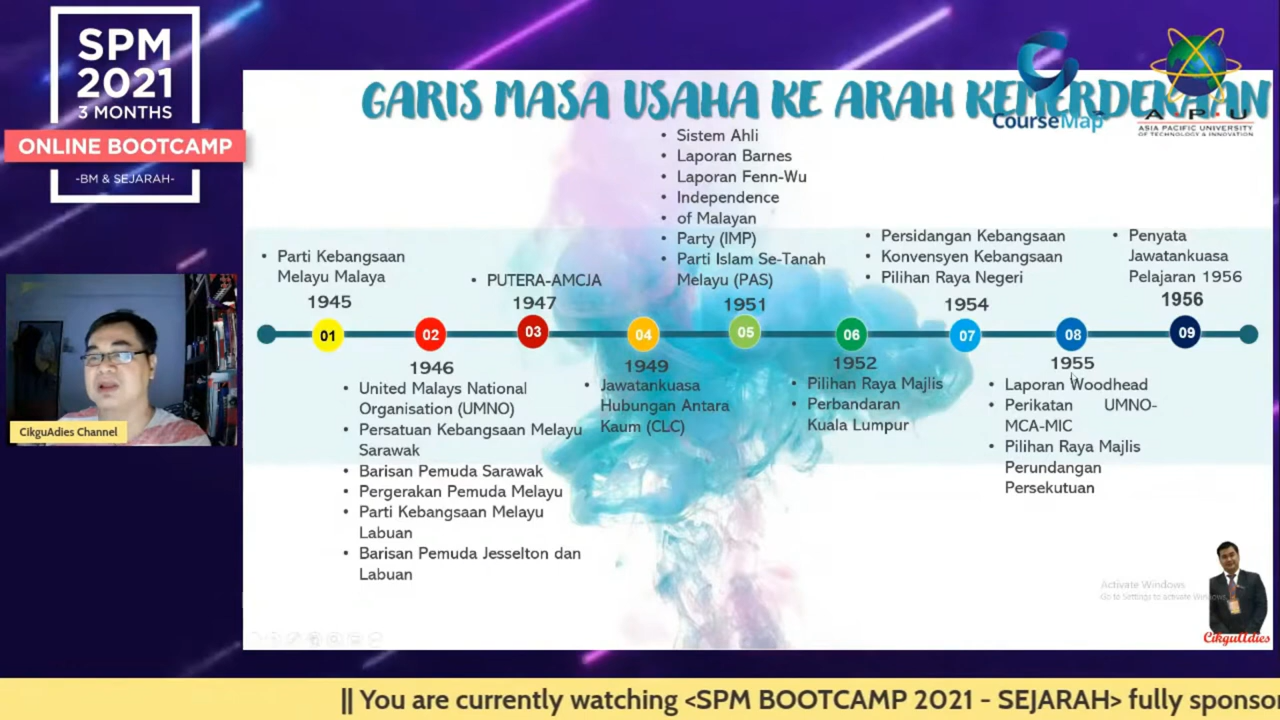 SPM
2021
3 MONTHS
ONLINE BOOTCAMP
-BM & SEJARAH-
GARIS MASA USAHA KE ARAH KEMERDEKAAN
CourseMap
A • P • U
ASIA PACIFIC UNIVERSITY
OF TECHNOLOGY & INNOVATION
• Parti Kebangsaan
Melayu Malaya
1945
• PUTERA-AMCJA
1947
• Sistem Ahli
• Laporan Barnes
• Laporan Fenn-Wu
• Independence
• of Malayan
• Party (IMP)
• Parti Islam Se-Tanah
Melayu (PAS)
1951
• Persidangan Kebangsaan
• Konvensyen Kebangsaan
• Pilihan Raya Negeri
1954
• Penyata
Jawatankuasa
Pelajaran 1956
1956
01 02 03 04 05 06 07 08 09
1946
• United Malays National
Organisation (UMNO)
• Persatuan Kebangsaan Melayu
Sarawak
• Barisan Pemuda Sarawak
• Pergerakan Pemuda Melayu
• Parti Kebangsaan Melayu
Labuan
• Barisan Pemuda Jesselton dan
Labuan
1949
• Jawatankuasa
Hubungan Antara
Kaum (CLC)
1952
• Pilihan Raya Majlis
• Perbandaran
Kuala Lumpur
1955
• Laporan Woodhead
• Perikatan UMNO-
MCA-MIC
• Pilihan Raya Majlis
Perundangan
Persekutuan
CikguAdies Channel
Activate Windows
Go to Settings to activate Windows.
CikguAdies
|| You are currently watching <SPM BOOTCAMP 2021 - SEJARAH> fully sponso